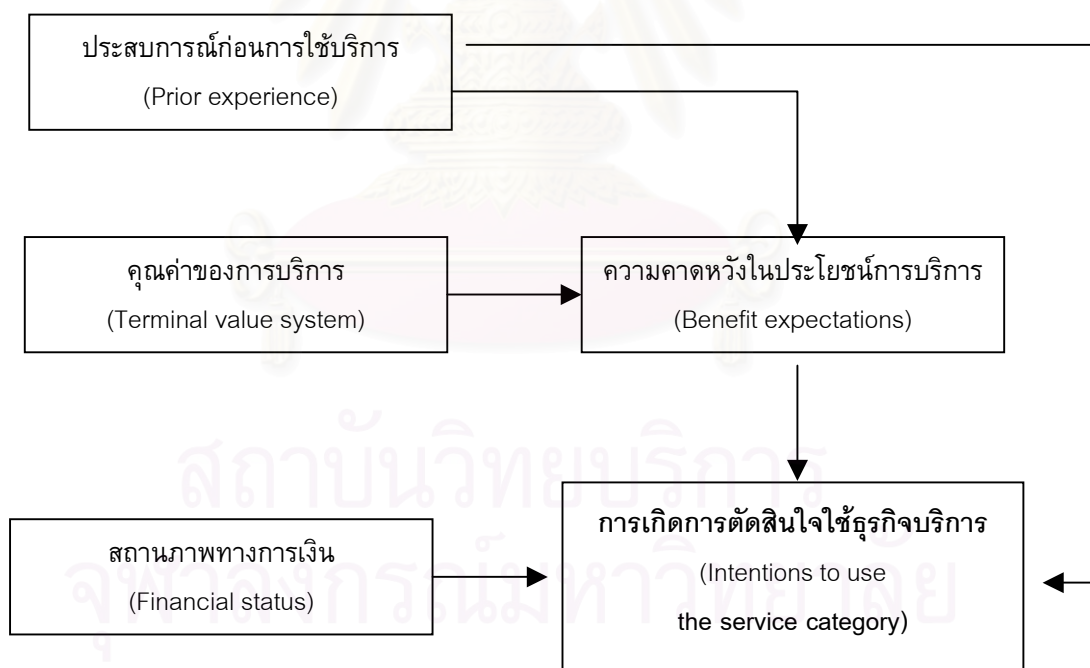 ประสบการณ์ก่อนการใช้บริการ
(Prior experience)
คุณค่าของการบริการ
(Terminal value system)
ความคาดหวังในประโยชน์การบริการ
(Benefit expectations)
สถานภาพทางการเงิน
(Financial status)
การเกิดการตัดสินใจใช้ธุรกิจบริการ
(Intentions to use
the service category)
สถาบันวิทยบริการ
จุฬาลงกรณ์มหาวิทยาลัย